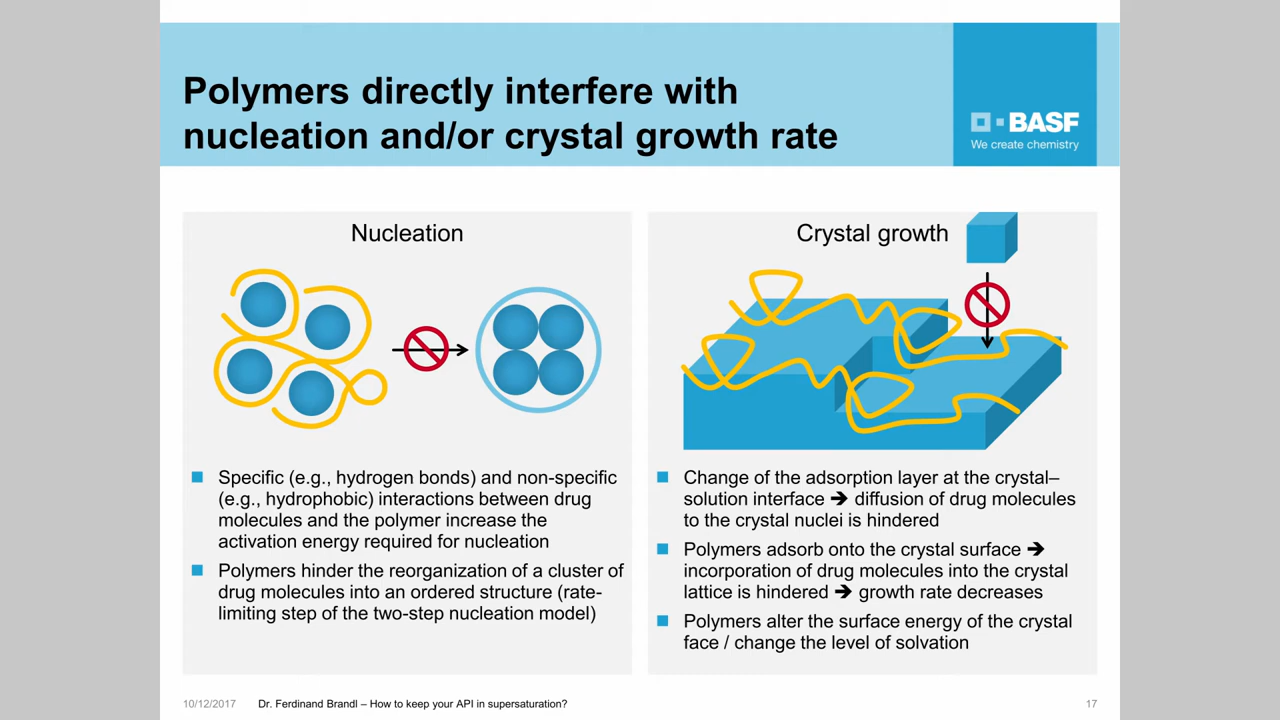 Polymers directly interfere with
nucleation and/or crystal growth rate
BASF
We create chemistry
Nucleation
Specific (e.g., hydrogen bonds) and non-specific
(e.g., hydrophobic) interactions between drug
molecules and the polymer increase the
activation energy required for nucleation
Polymers hinder the reorganization of a cluster of
drug molecules into an ordered structure (rate-
limiting step of the two-step nucleation model)
Crystal growth
Change of the adsorption layer at the crystal–
solution interface ➔ diffusion of drug molecules
to the crystal nuclei is hindered
Polymers adsorb onto the crystal surface ➔
incorporation of drug molecules into the crystal
lattice is hindered ➔ growth rate decreases
Polymers alter the surface energy of the crystal
face / change the level of solvation
10/12/2017 Dr. Ferdinand Brandl – How to keep your API in supersaturation? 17